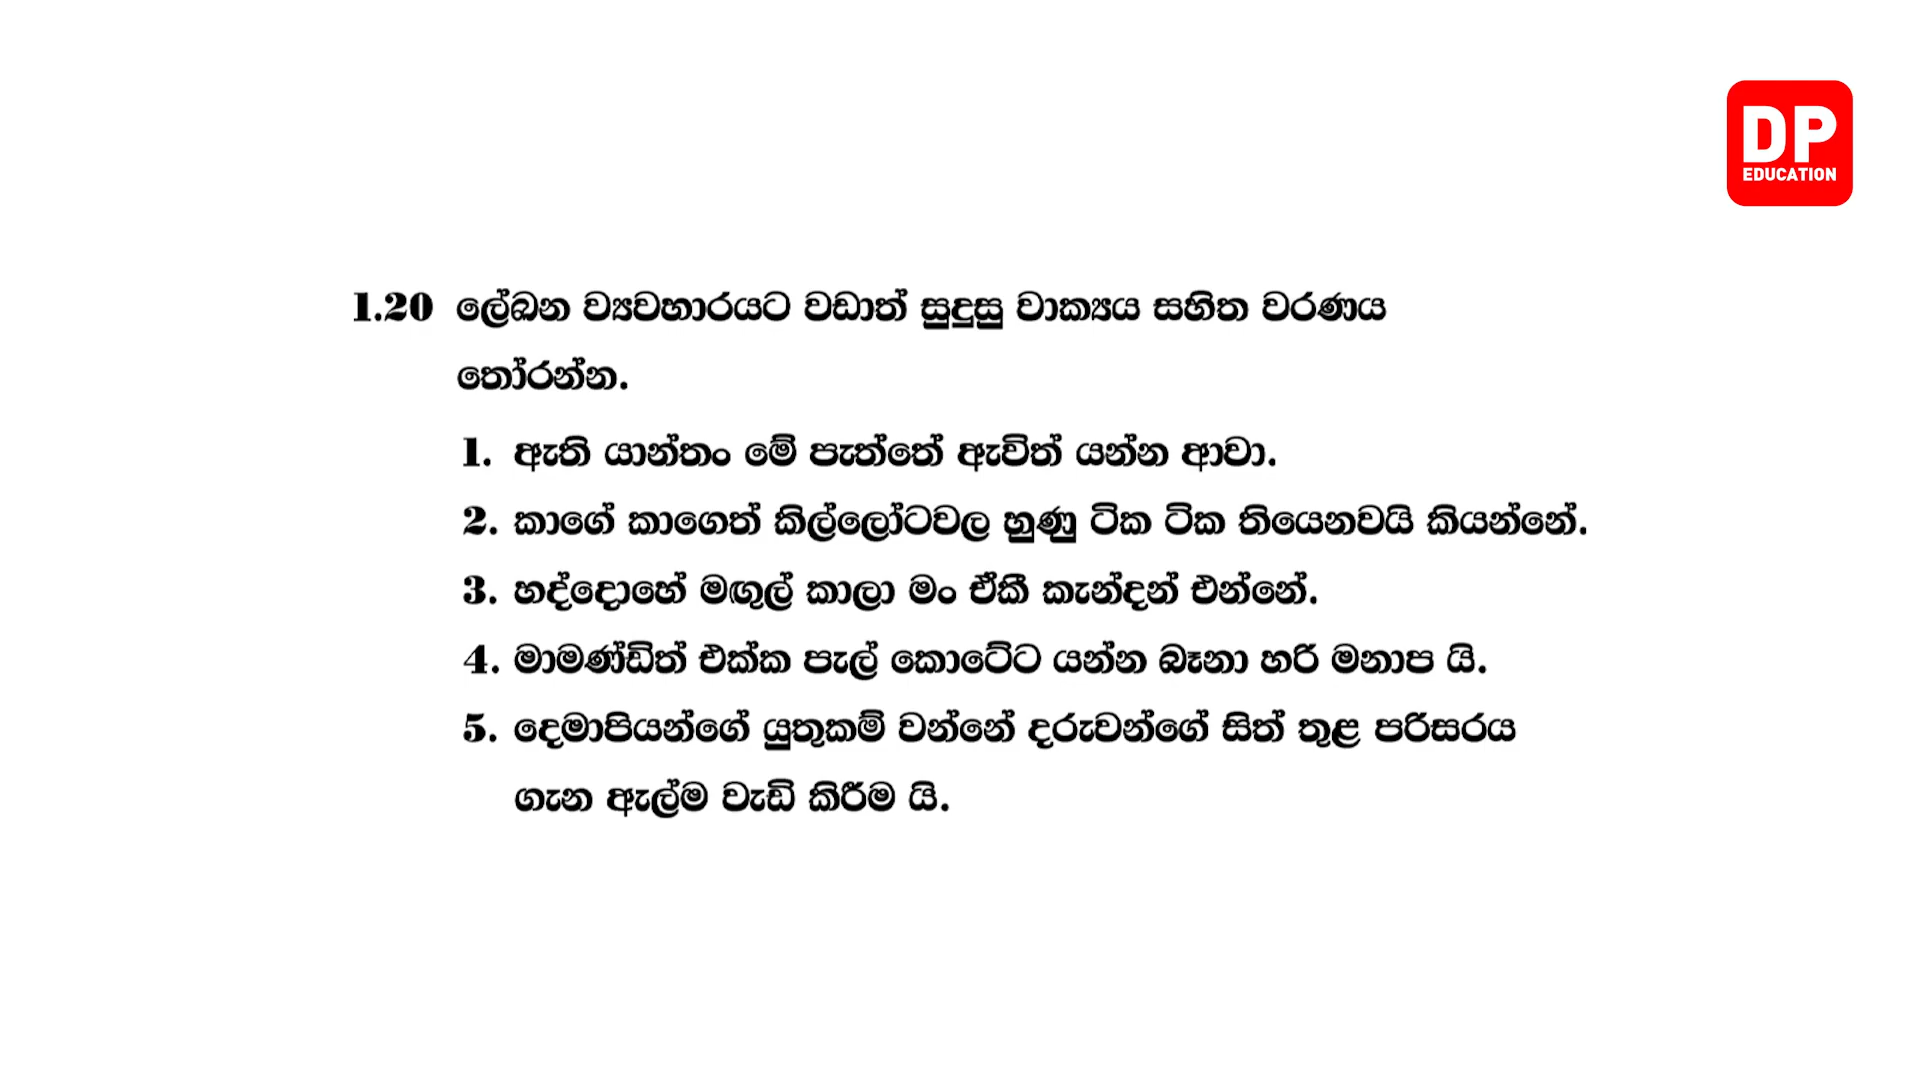 DP
EDUCATION
1.20 ලේඛන ව්‍යවහාරයට වඩාත් සුදුසු වාක්‍යය සහිත වරණය
තෝරන්න.
1. ඇති යාන්තං මේ පැත්තේ ඇවිත් යන්න ආවා.
2. කාගේ කාගෙත් කිල්ලෝටවල හුණු ටික ටික තියෙනවයි කියන්නේ.
3. හද්දොහේ මඟුල් කාලා මං ඒකී කැන්දන් එන්නේ.
4. මාමණ්ඩිත් එක්ක පැල් කොටේට යන්න බෑනා හරි මනාප යි.
5. දෙමාපියන්ගේ යුතුකම් වන්නේ දරුවන්ගේ සිත් තුළ පරිසරය
ගැන ඇල්ම වැඩි කිරීම යි.